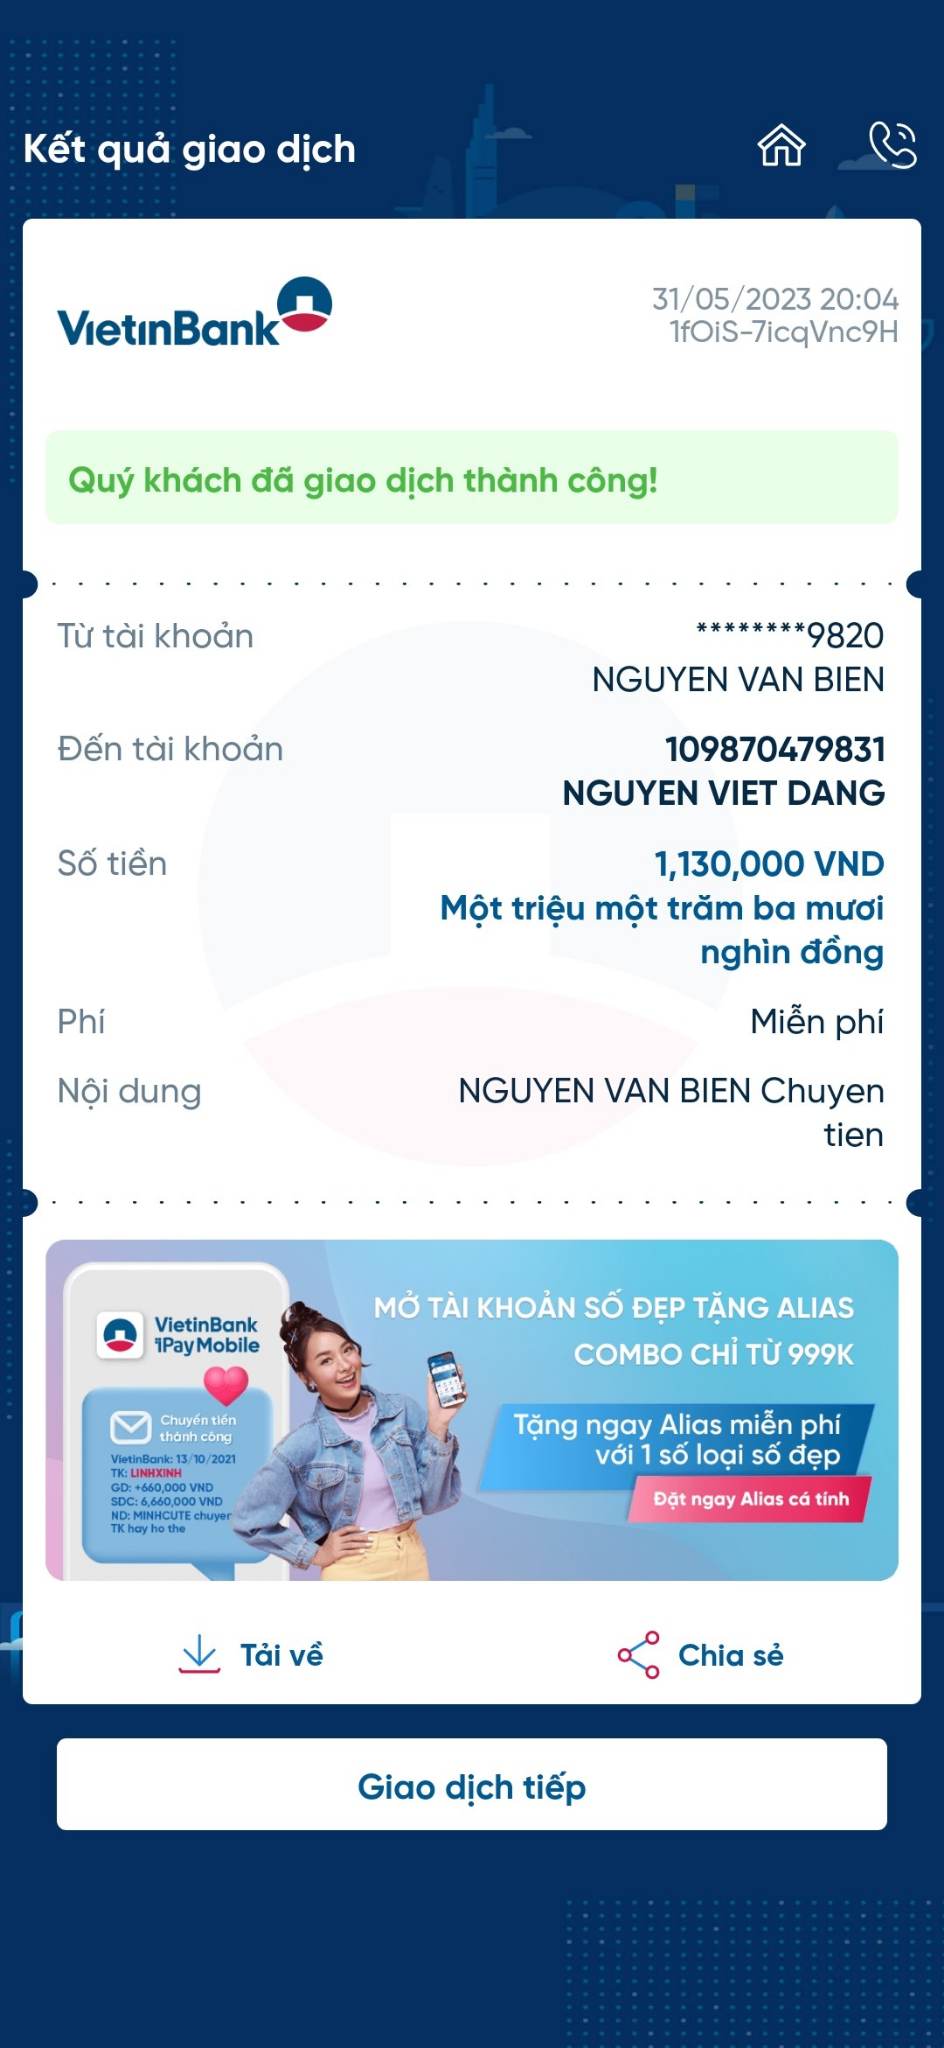 Kết quả giao dịch
VietinBank
31/05/2023 20:04
1fOiS-7icqVnc9H
Quý khách đã giao dịch thành công!
Từ tài khoản
********9820
NGUYEN VAN BIEN
Đến tài khoản
109870479831
NGUYEN VIET DANG
Số tiền
1,130,000 VND
Một triệu một trăm ba mươi
nghìn đồng
Phí
Miễn phí
Nội dung
NGUYEN VAN BIEN Chuyen
tien
VietinBank
iPay Mobile
Chuyển tiền
thành công
VietinBank: 13/10/2021
TK: LINHXINH
GD: +660,000 VND
SDC: 6,660,000 VND
ND: MINHCUTE chuyen
TK hay ho the
MỞ TÀI KHOẢN SỐ ĐẸP TẶNG ALIAS
COMBO CHỈ TỪ 999K
Tặng ngay Alias miễn phí
với 1 số loại số đẹp
Đặt ngay Alias cá tính
Tải về
Chia sẻ
Giao dịch tiếp